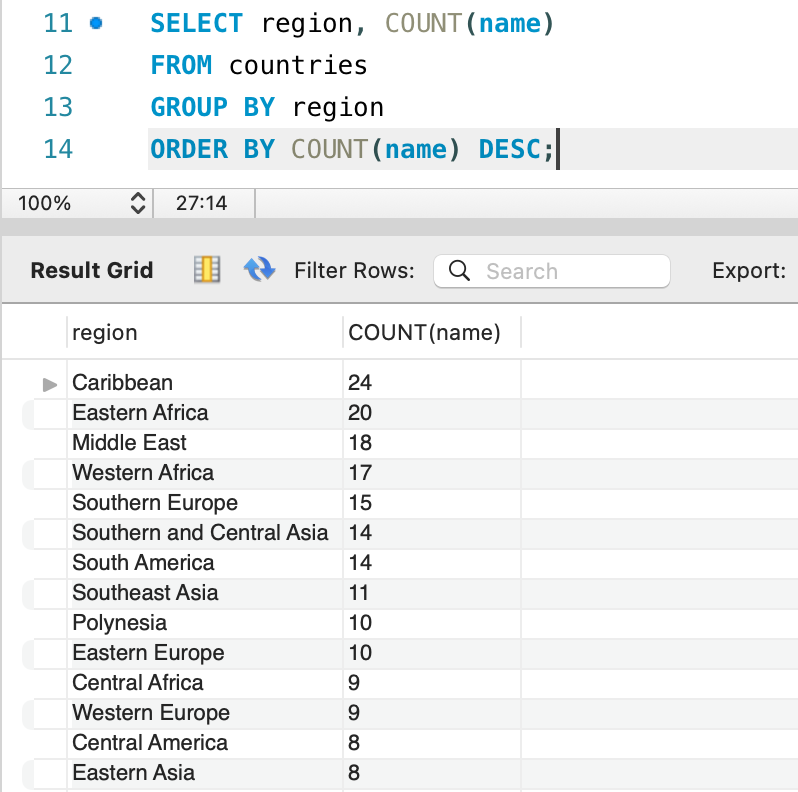 11 SELECT region, COUNT(name)
12 FROM countries
13 GROUP BY region
14 ORDER BY COUNT(name) DESC;
100% 27:14
Result Grid Filter Rows: Search Export:
region COUNT(name)
Caribbean 24
Eastern Africa 20
Middle East 18
Western Africa 17
Southern Europe 15
Southern and Central Asia 14
South America 14
Southeast Asia 11
Polynesia 10
Eastern Europe 10
Central Africa 9
Western Europe 9
Central America 8
Eastern Asia 8